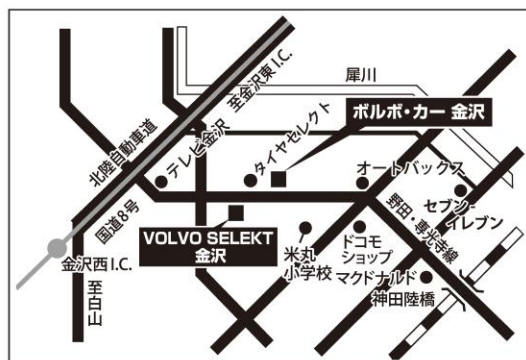 犀川
至金沢東I.C.
北陸自動車道
ボルボ・カー 金沢
テレビ金沢
タイヤセレクト
オートバックス
セブン-
イレブン
国道8号
野田・専光寺線
VOLVO SELEKT
金沢
米丸
小学校
ドコモ
ショップ
マクドナルド
神田陸橋
金沢西I.C.
至白山